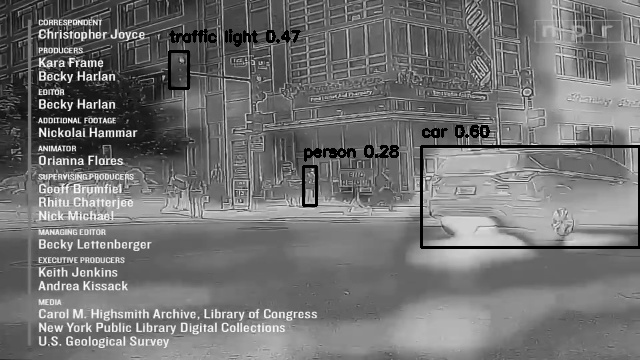 CORRESPONDENT
Christopher Joyce
PRODUCERS
Kara Frame
Becky Harlan
EDITOR
Becky Harlan
ADDITIONAL FOOTAGE
Nickolai Hammar
ANIMATOR
Orianna Flores
SUPERVISING PRODUCERS
Geoff Brumfiel
Rhitu Chatterjee
Nick Michael
MANAGING EDITOR
Becky Lettenberger
EXECUTIVE PRODUCERS
Keith Jenkins
Andrea Kissack
MEDIA
Carol M. Highsmith Archive, Library of Congress
New York Public Library Digital Collections
U.S. Geological Survey
traffic light 0.47
npr
person 0.28
car 0.60